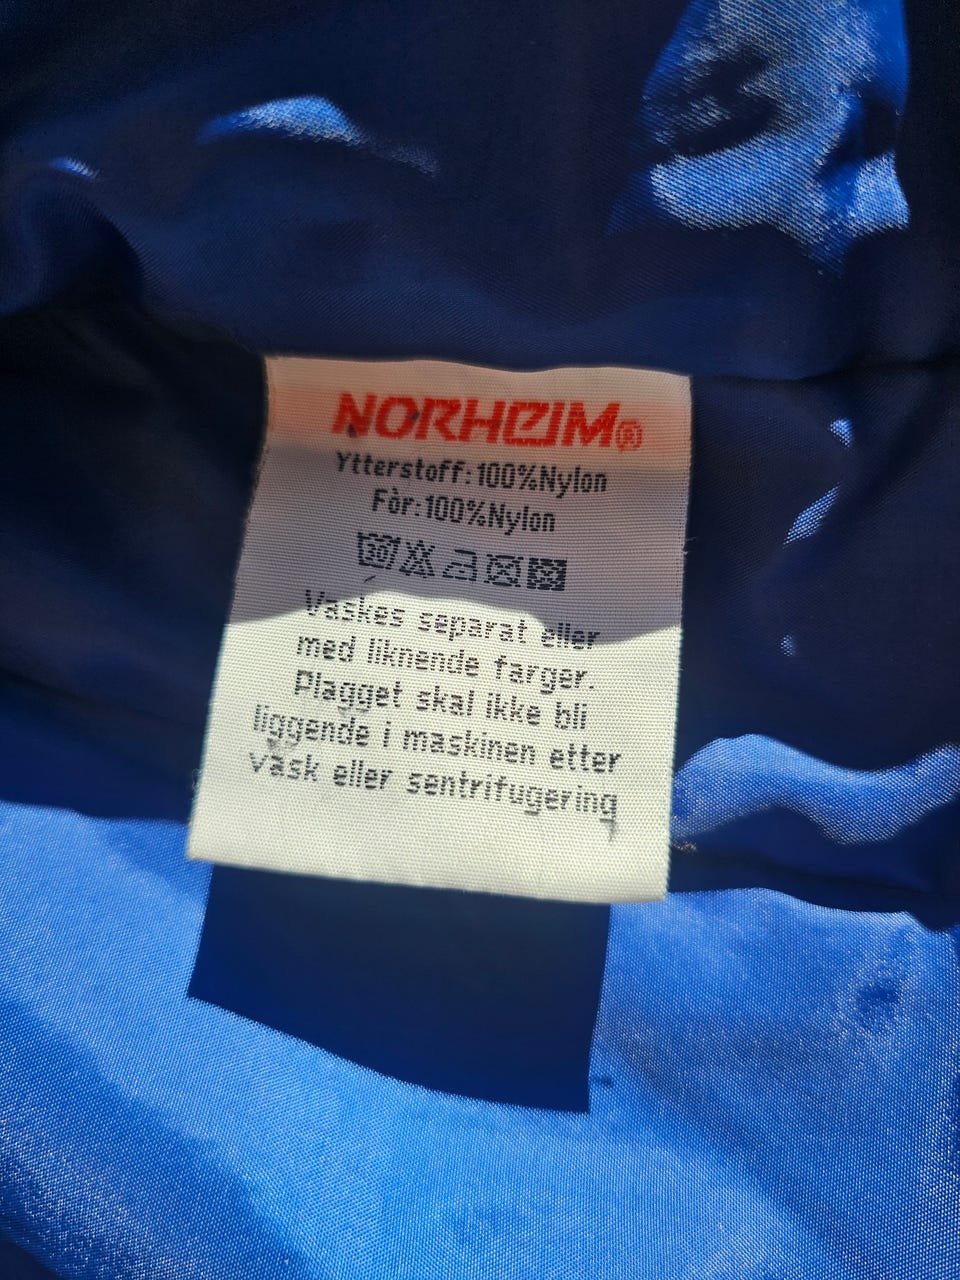 NORHEIM®
Ytterstoff:100%Nylon
Fòr:100%Nylon
30
Vaskes separat eller
med liknende farger.
Plagget skal ikke bli
liggende i maskinen etter
vask eller sentrifugering